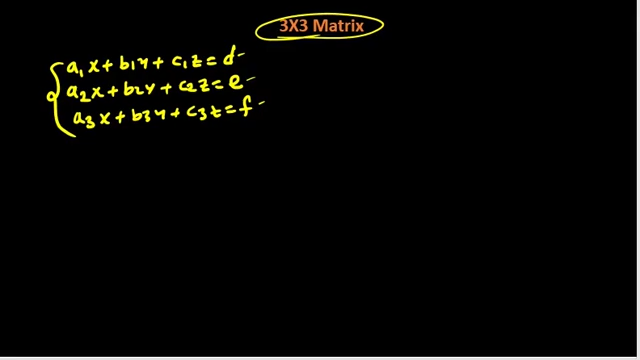 3X3 Matrix
a₁x + b₁y + c₁z = d
a₂x + b₂y + c₂z = e
a₃x + b₃y + c₃z = f